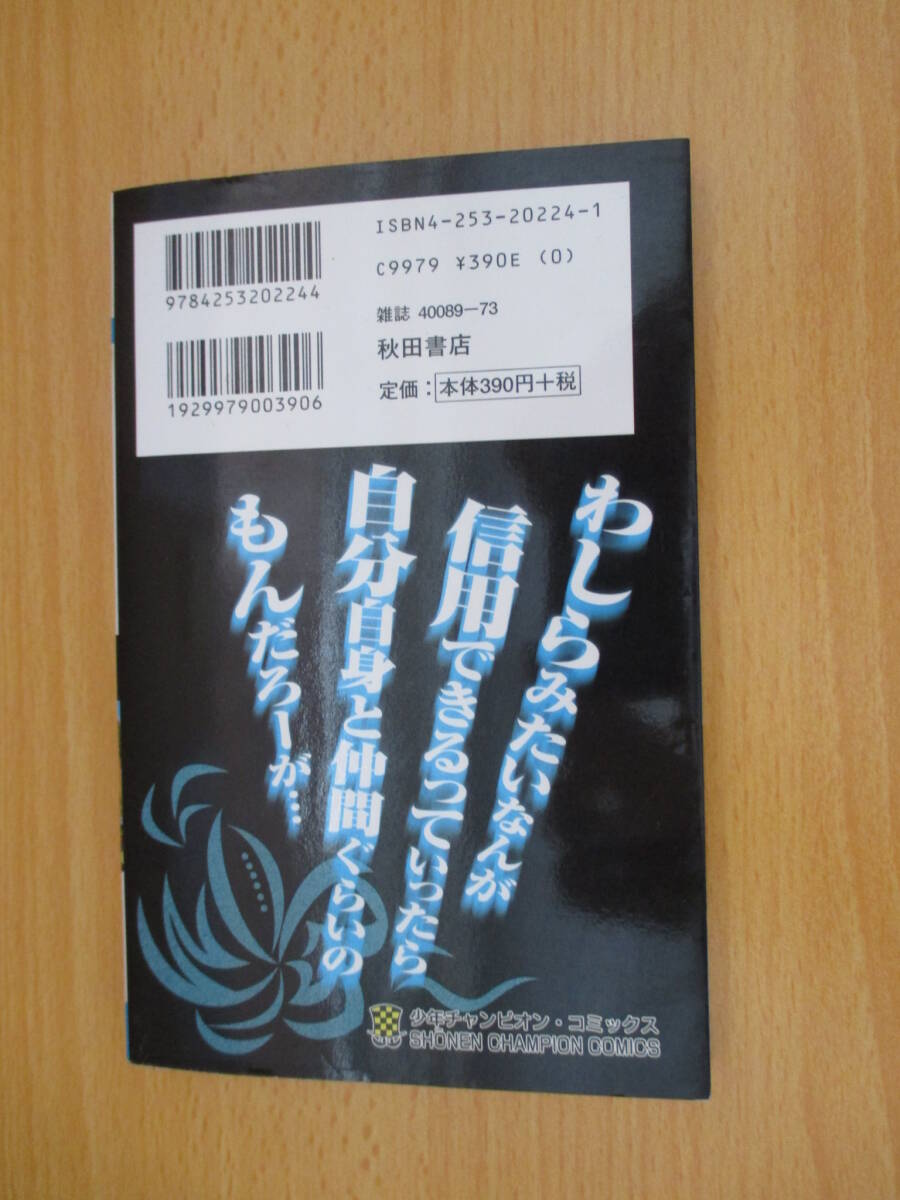 ISBN4-253-20224-1
C9979 ¥390E (0)
雑誌 40089-73
秋田書店
定価：本体390円+税
9784253202244
1929979003906
わしらみたいなんが
信用できるっていったら
自分自身と仲間ぐらいの
もんだろーが…
少年チャンピオン・コミックス
SHŌNEN CHAMPION COMICS